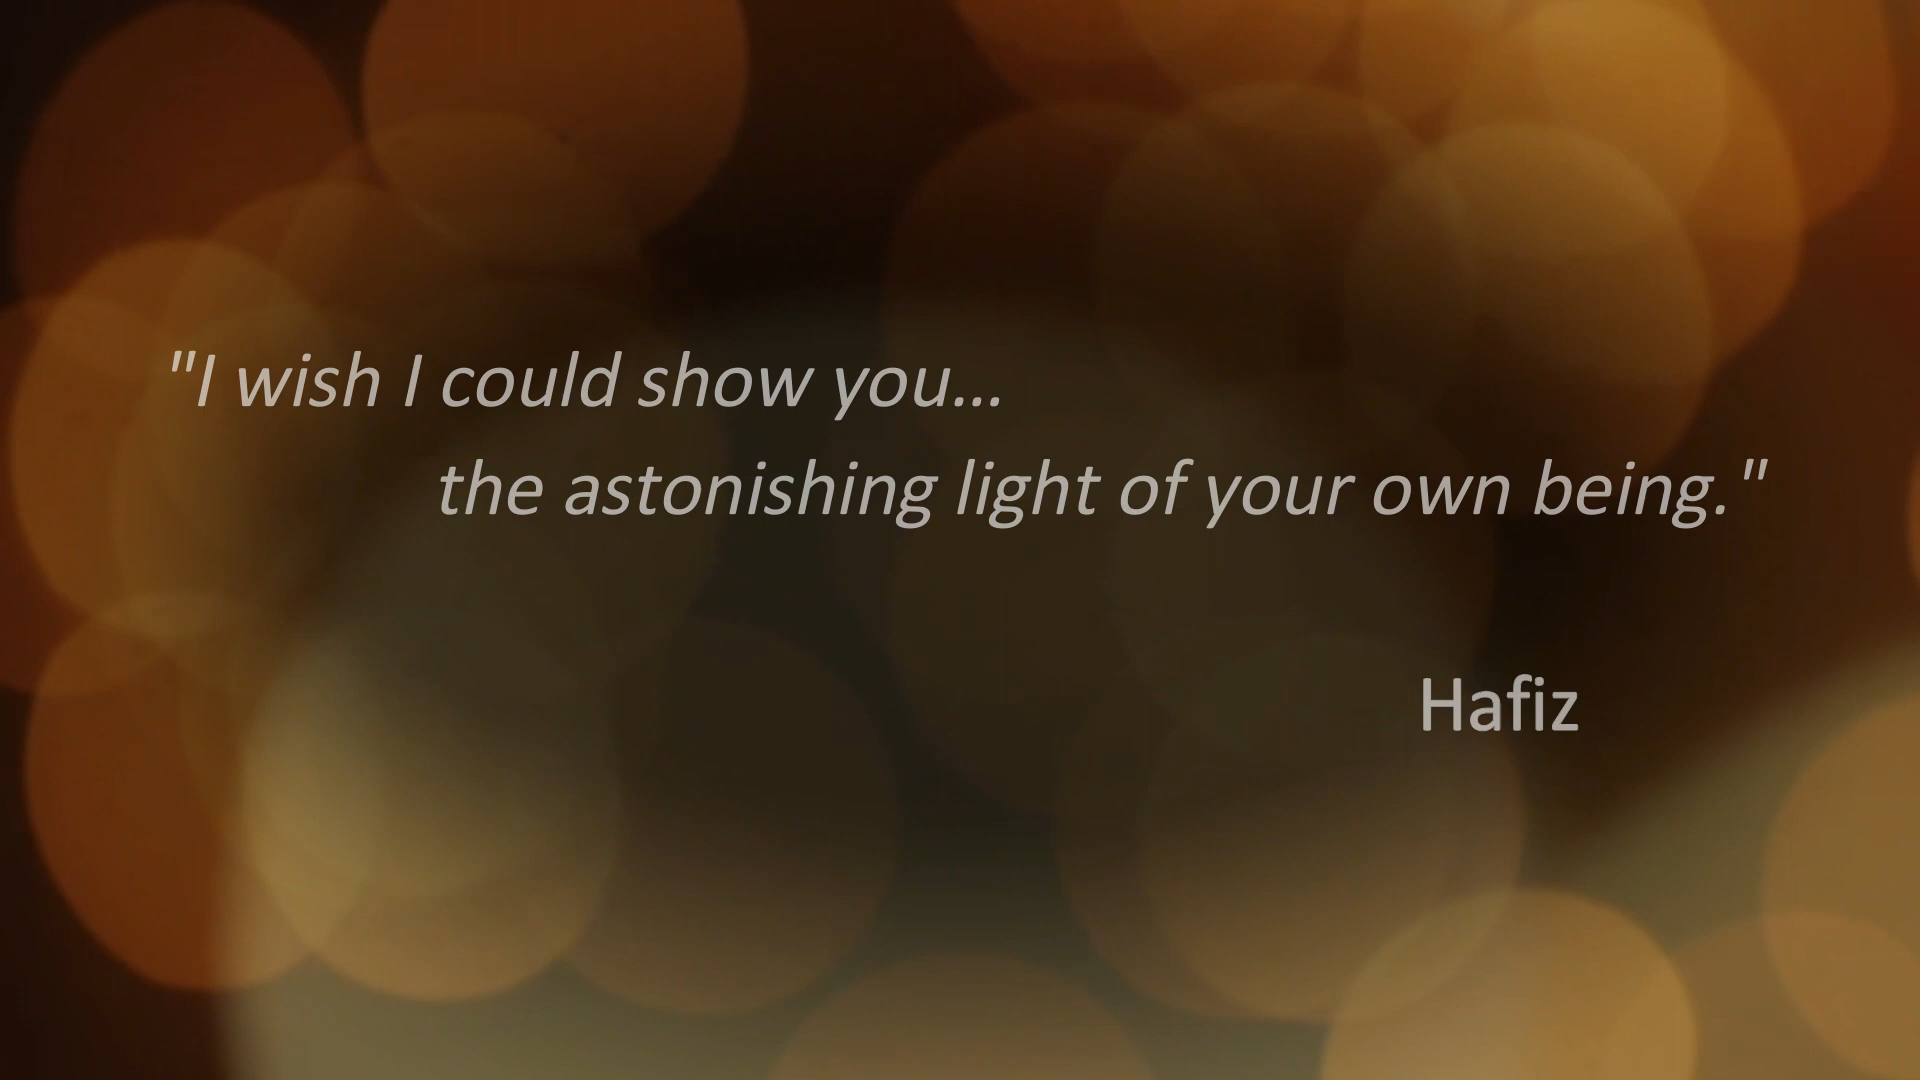 "I wish I could show you...
the astonishing light of your own being."
Hafiz